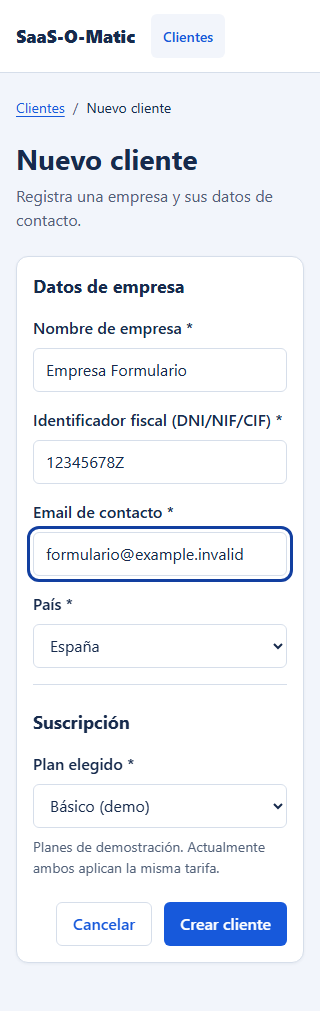 SaaS-O-Matic Clientes
Clientes / Nuevo cliente
Nuevo cliente
Registra una empresa y sus datos de
contacto.
Datos de empresa
Nombre de empresa *
Empresa Formulario
Identificador fiscal (DNI/NIF/CIF) *
12345678Z
Email de contacto *
formulario@example.invalid
País *
España
Suscripción
Plan elegido *
Básico (demo)
Planes de demostración. Actualmente
ambos aplican la misma tarifa.
Cancelar Crear cliente